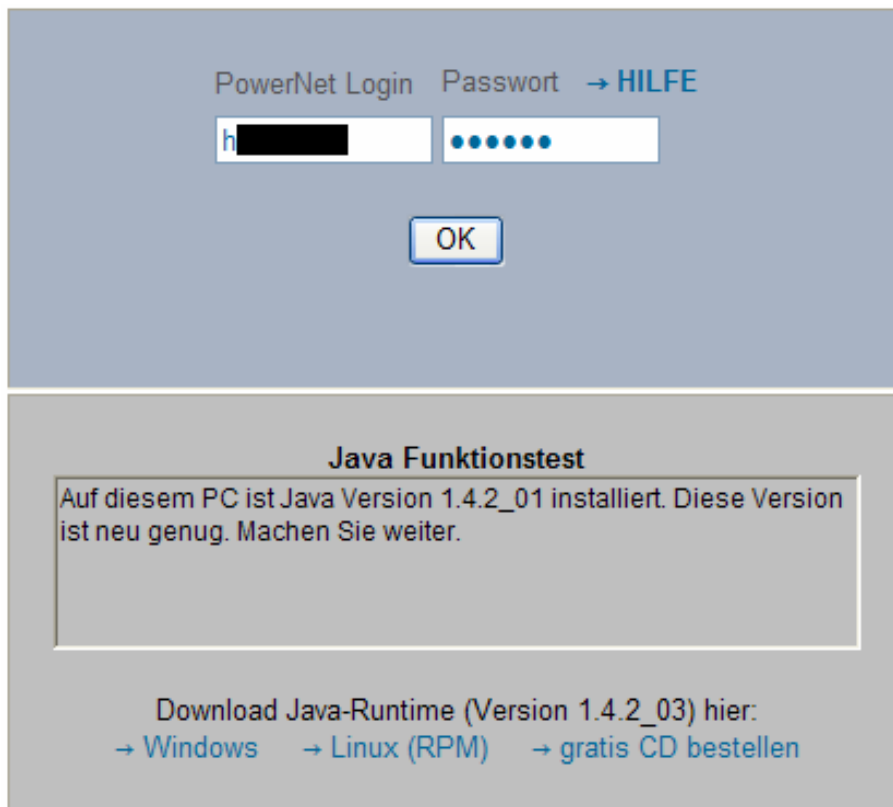 PowerNet Login Passwort → HILFE
h ••••••
OK
Java Funktionstest
Auf diesem PC ist Java Version 1.4.2_01 installiert. Diese Version
ist neu genug. Machen Sie weiter.
Download Java-Runtime (Version 1.4.2_03) hier:
→ Windows → Linux (RPM) → gratis CD bestellen